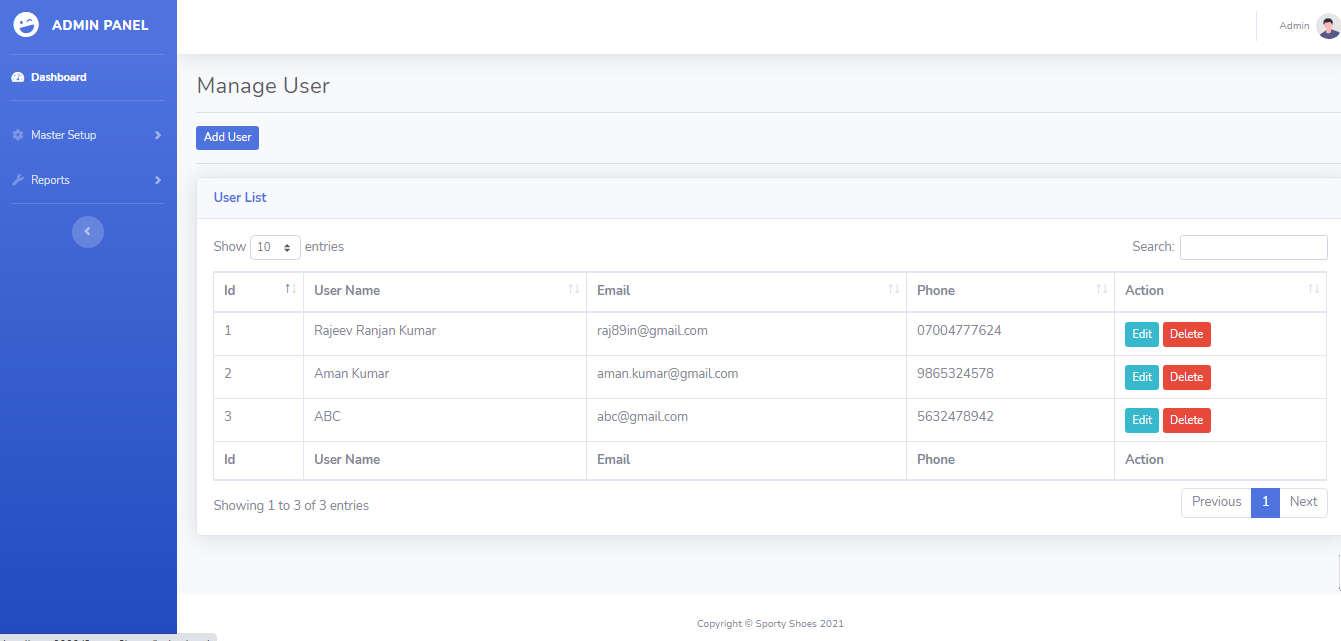 ADMIN PANEL
Admin
Dashboard
Manage User
Master Setup
Add User
Reports
User List
Show 10 entries
Search:
Id User Name Email Phone Action
1 Rajeev Ranjan Kumar raj89in@gmail.com 07004777624 Edit Delete
2 Aman Kumar aman.kumar@gmail.com 9865324578 Edit Delete
3 ABC abc@gmail.com 5632478942 Edit Delete
Id User Name Email Phone Action
Showing 1 to 3 of 3 entries
Previous 1 Next
Copyright © Sporty Shoes 2021